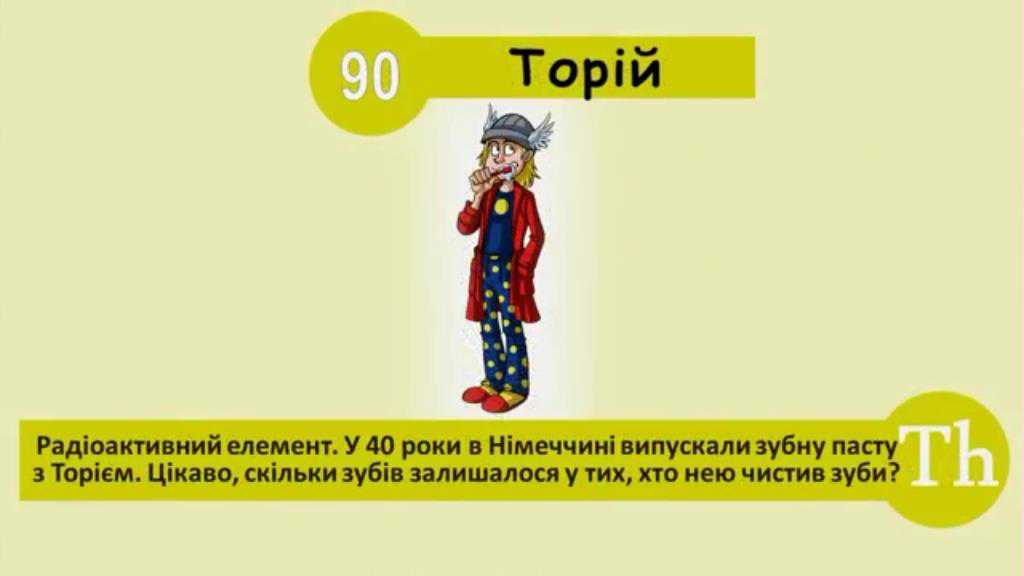 90
Торій
Радіоактивний елемент. У 40 роки в Німеччині випускали зубну пасту
з Торієм. Цікаво, скільки зубів залишалося у тих, хто нею чистив зуби?
Th